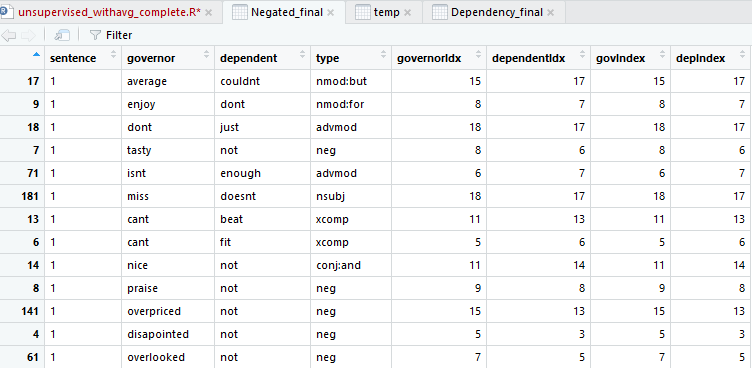 unsupervised_withavg_complete.R* Negated_final temp Dependency_final
Filter
sentence governor dependent type governorIdx dependentIdx govIndex depIndex
17 1 average couldnt nmod:but 15 17 15 17
9 1 enjoy dont nmod:for 8 7 8 7
18 1 dont just advmod 18 17 18 17
7 1 tasty not neg 8 6 8 6
71 1 isnt enough advmod 6 7 6 7
181 1 miss doesnt nsubj 18 17 18 17
13 1 cant beat xcomp 11 13 11 13
6 1 cant fit xcomp 5 6 5 6
14 1 nice not conj:and 11 14 11 14
8 1 praise not neg 9 8 9 8
141 1 overpriced not neg 15 13 15 13
4 1 disapointed not neg 5 3 5 3
61 1 overlooked not neg 7 5 7 5